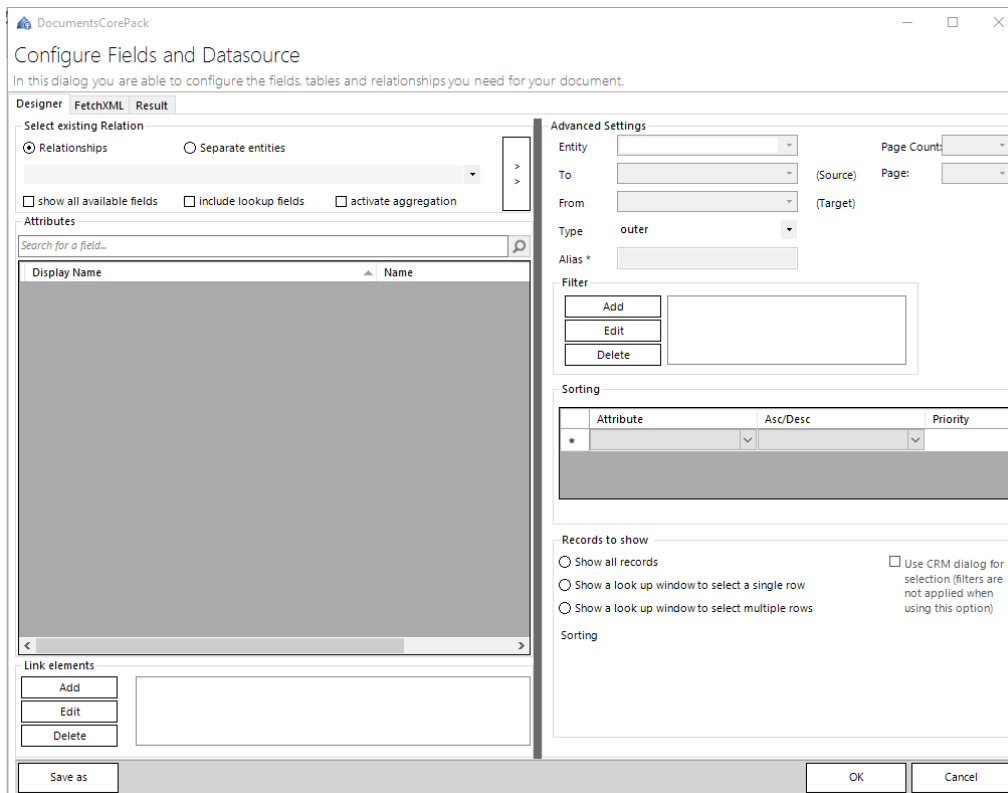 DocumentsCorePack
Configure Fields and Datasource
In this dialog you are able to configure the fields, tables and relationships you need for your document.
Designer FetchXML Result
Select existing Relation
Relationships Separate entities
> >
show all available fields include lookup fields activate aggregation
Attributes
Search for a field...
Display Name Name
Link elements
Add
Edit
Delete
Advanced Settings
Entity Page Count:
To (Source) Page:
From (Target)
Type outer
Alias *
Filter
Add
Edit
Delete
Sorting
Attribute Asc/Desc Priority
*
Records to show
Show all records
Show a look up window to select a single row
Show a look up window to select multiple rows
Use CRM dialog for
selection (filters are
not applied when
using this option)
Sorting
Save as OK Cancel